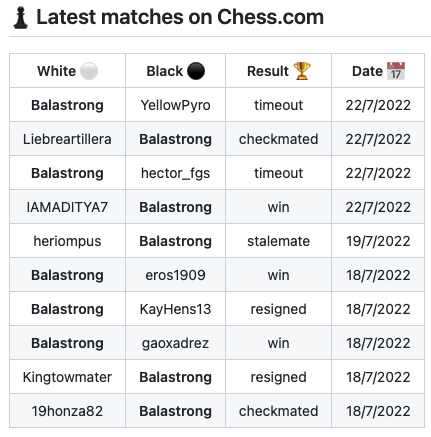 Latest matches on Chess.com
White Black Result Date
Balastrong YellowPyro timeout 22/7/2022
Liebreartillera Balastrong checkmated 22/7/2022
Balastrong hector_fgs timeout 22/7/2022
IAMADITYA7 Balastrong win 22/7/2022
heriompus Balastrong stalemate 19/7/2022
Balastrong eros1909 win 18/7/2022
Balastrong KayHens13 resigned 18/7/2022
Balastrong gaoxadrez win 18/7/2022
Kingtowmater Balastrong resigned 18/7/2022
19honza82 Balastrong checkmated 18/7/2022